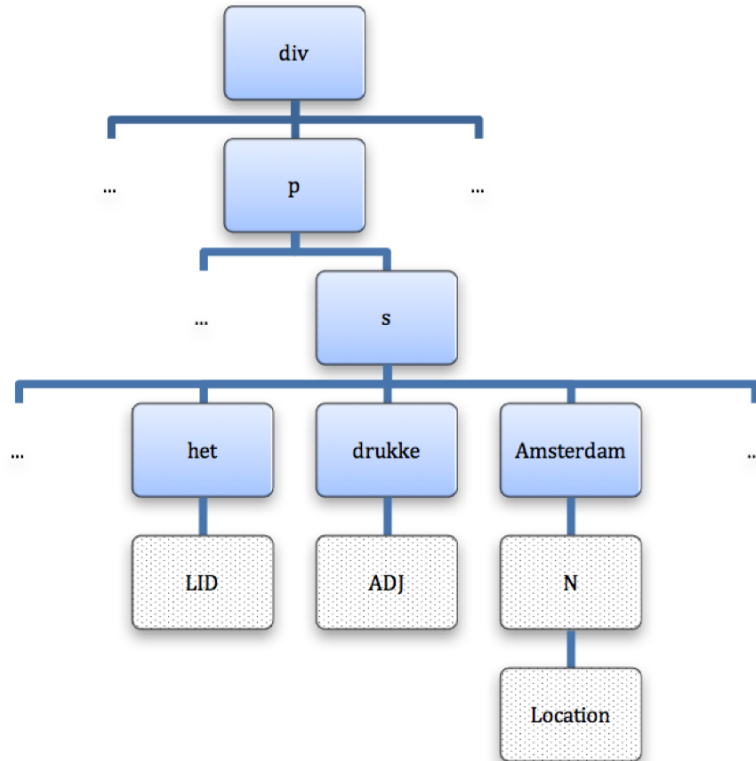 div
... p ...
... s
... het drukke Amsterdam ...
LID ADJ N
Location